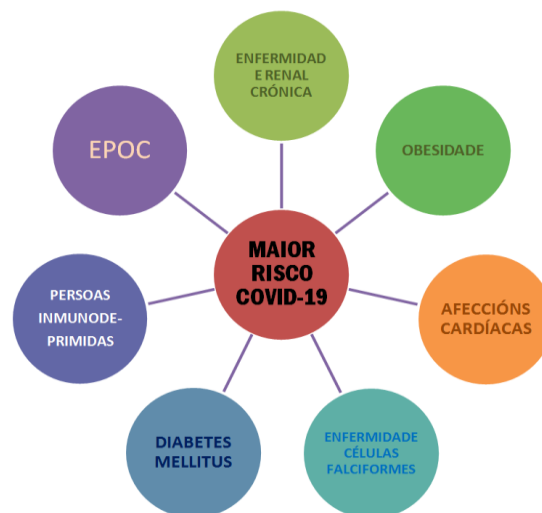 ENFERMIDAD
E RENAL
CRÓNICA
OBESIDADE
AFECCIÓNS
CARDÍACAS
ENFERMIDADE
CÉLULAS
FALCIFORMES
DIABETES
MELLITUS
PERSOAS
INMUNODE-
PRIMIDAS
EPOC
MAIOR
RISCO
COVID-19